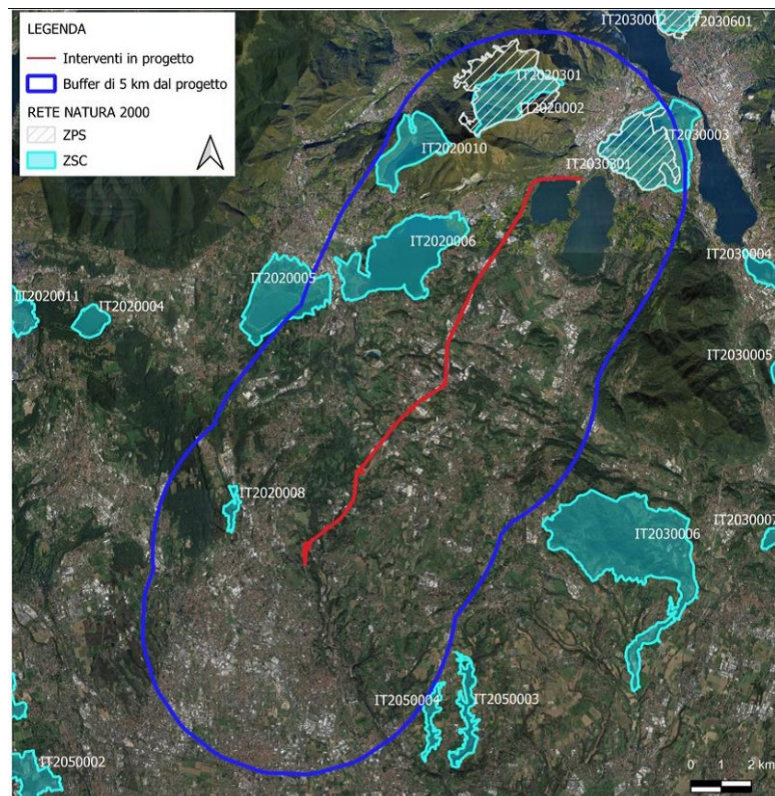 LEGENDA
Interventi in progetto
Buffer di 5 km dal progetto
RETE NATURA 2000
ZPS
ZSC
IT2030002
IT2030601
IT2020301
IT2020002
IT2030003
IT2020010
IT2030301
IT2020006
IT2030004
IT2020005
IT2020011
IT2020004
IT2030005
IT2020008
IT2030006
IT2030007
IT2050004
IT2050003
IT2050002
0 1 2 km